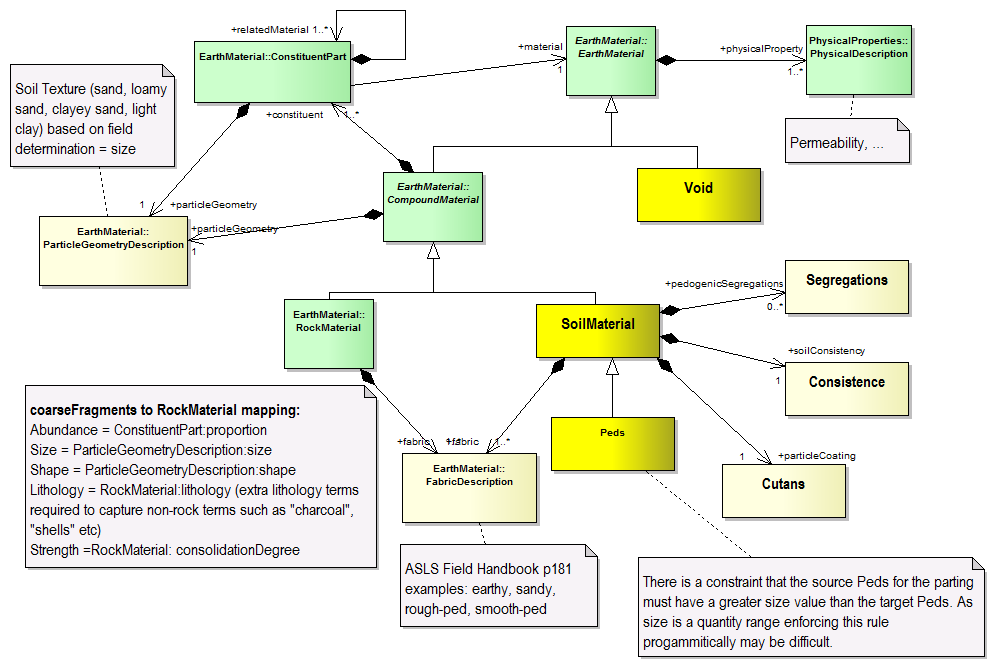 +relatedMaterial 1..*
EarthMaterial::ConstituentPart
EarthMaterial::
EarthMaterial
+material
1
PhysicalProperties::
PhysicalDescription
+physicalProperty
1..*
Soil Texture (sand, loamy
sand, clayey sand, light
clay) based on field
determination = size
+constituent
1..*
Permeability, ...
EarthMaterial::
CompoundMaterial
Void
1
+particleGeometry
+particleGeometry
1
EarthMaterial::
ParticleGeometryDescription
EarthMaterial::
RockMaterial
SoilMaterial
+pedogenicSegregations
0..*
Segregations
+soilConsistency
1
Consistence
coarseFragments to RockMaterial mapping:
Abundance = ConstituentPart:proportion
Size = ParticleGeometryDescription:size
Shape = ParticleGeometryDescription:shape
Lithology = RockMaterial:lithology (extra lithology terms
required to capture non-rock terms such as "charcoal",
"shells" etc)
Strength =RockMaterial: consolidationDegree
Peds
+fabric
+fabric
1..*
EarthMaterial::
FabricDescription
1
+particleCoating
Cutans
ASLS Field Handbook p181
examples: earthy, sandy,
rough-ped, smooth-ped
There is a constraint that the source Peds for the parting
must have a greater size value than the target Peds. As
size is a quantity range enforcing this rule
progammitically may be difficult.